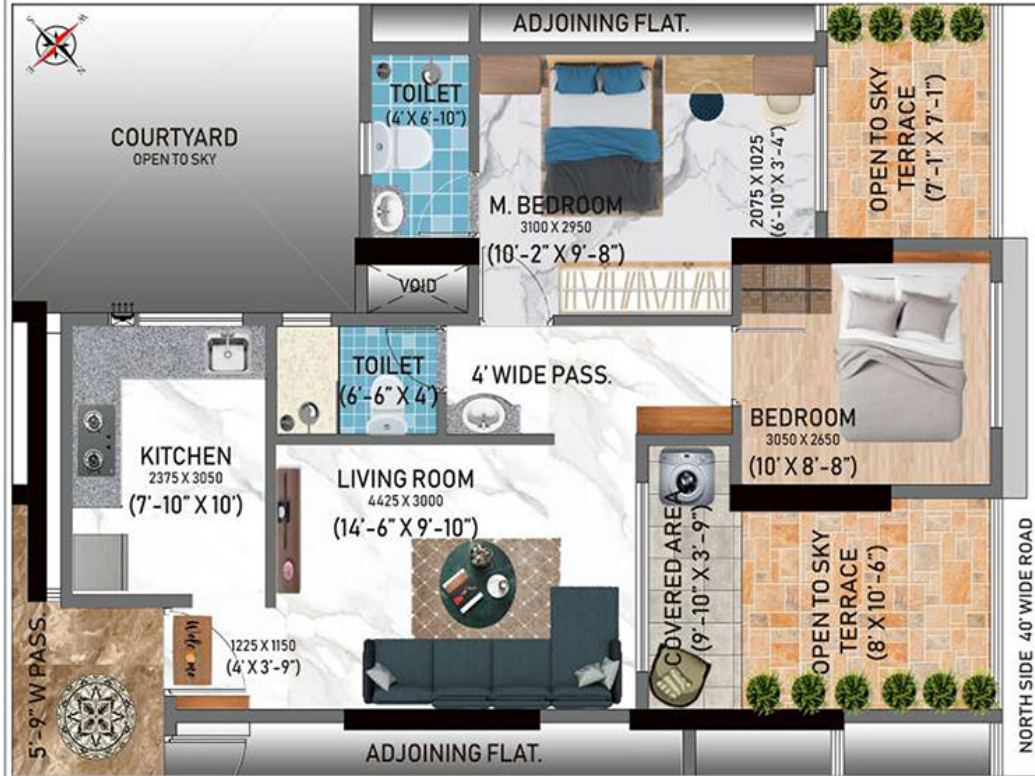 ADJOINING FLAT.
COURTYARD
OPEN TO SKY
TOILET
(4' X 6'-10")
M. BEDROOM
3100 X 2950
(10'-2" X 9'-8")
2075 X 1025
(6'-10" X 3'-4")
OPEN TO SKY
TERRACE
(7'-1" X 7'-1")
VOID
TOILET
(6'-6" X 4')
4' WIDE PASS.
BEDROOM
3050 X 2650
(10' X 8'-8")
KITCHEN
2375 X 3050
(7'-10" X 10')
LIVING ROOM
4425 X 3000
(14'-6" X 9'-10")
COVERED AREA
(9'-10" X 3'-9")
OPEN TO SKY
TERRACE
(8' X 10'-6")
NORTH SIDE 40' WIDE ROAD
5'-9" W PASS.
Welcome
1225 X 1150
(4' X 3'-9")
ADJOINING FLAT.